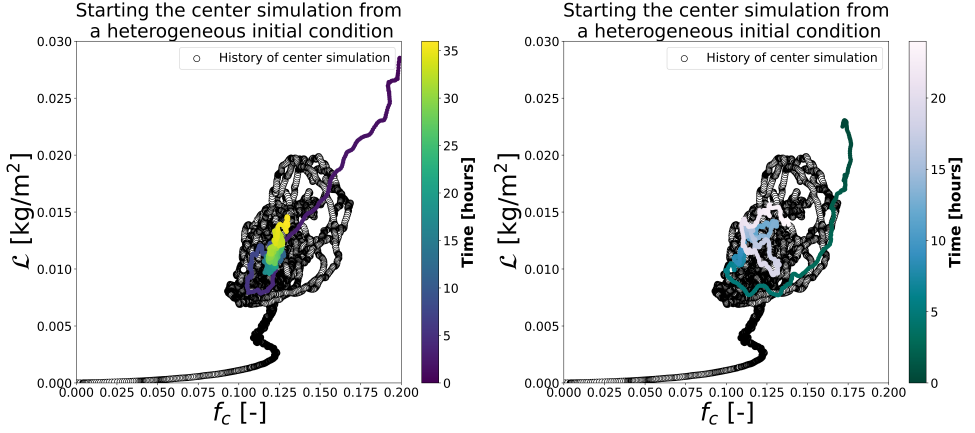 Starting the center simulation from
a heterogeneous initial condition
History of center simulation
0.030
0.025
0.020
0.015
0.010
0.005
0.000
ℒ [kg/m²]
0.000 0.025 0.050 0.075 0.100 0.125 0.150 0.175 0.200
f_c [-]
35
30
25
20
15
10
5
0
Time [hours]
Starting the center simulation from
a heterogeneous initial condition
History of center simulation
0.030
0.025
0.020
0.015
0.010
0.005
0.000
ℒ [kg/m²]
0.000 0.025 0.050 0.075 0.100 0.125 0.150 0.175 0.200
f_c [-]
20
15
10
5
0
Time [hours]